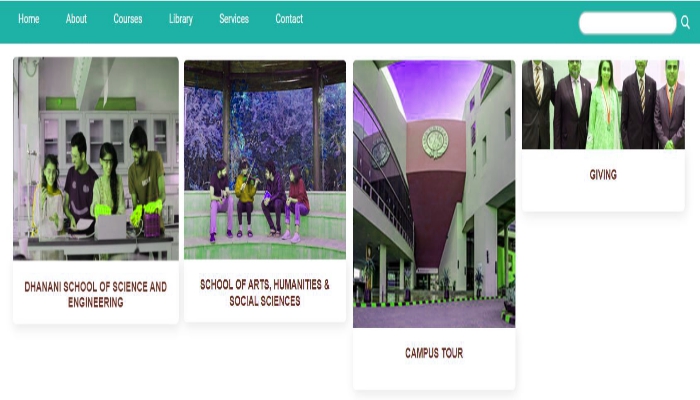 Home About Courses Library Services Contact
DHANANI SCHOOL OF SCIENCE AND
ENGINEERING
SCHOOL OF ARTS, HUMANITIES &
SOCIAL SCIENCES
CAMPUS TOUR
GIVING